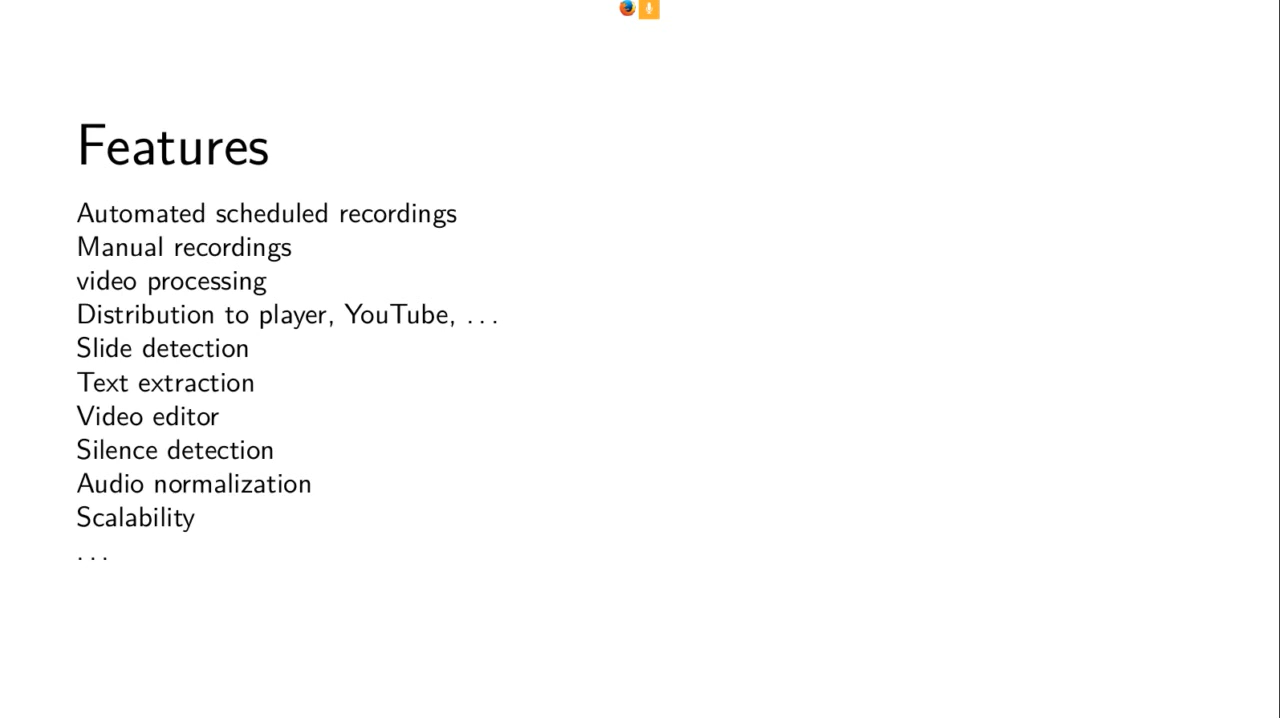 Features
Automated scheduled recordings
Manual recordings
video processing
Distribution to player, YouTube, . . .
Slide detection
Text extraction
Video editor
Silence detection
Audio normalization
Scalability
. . .